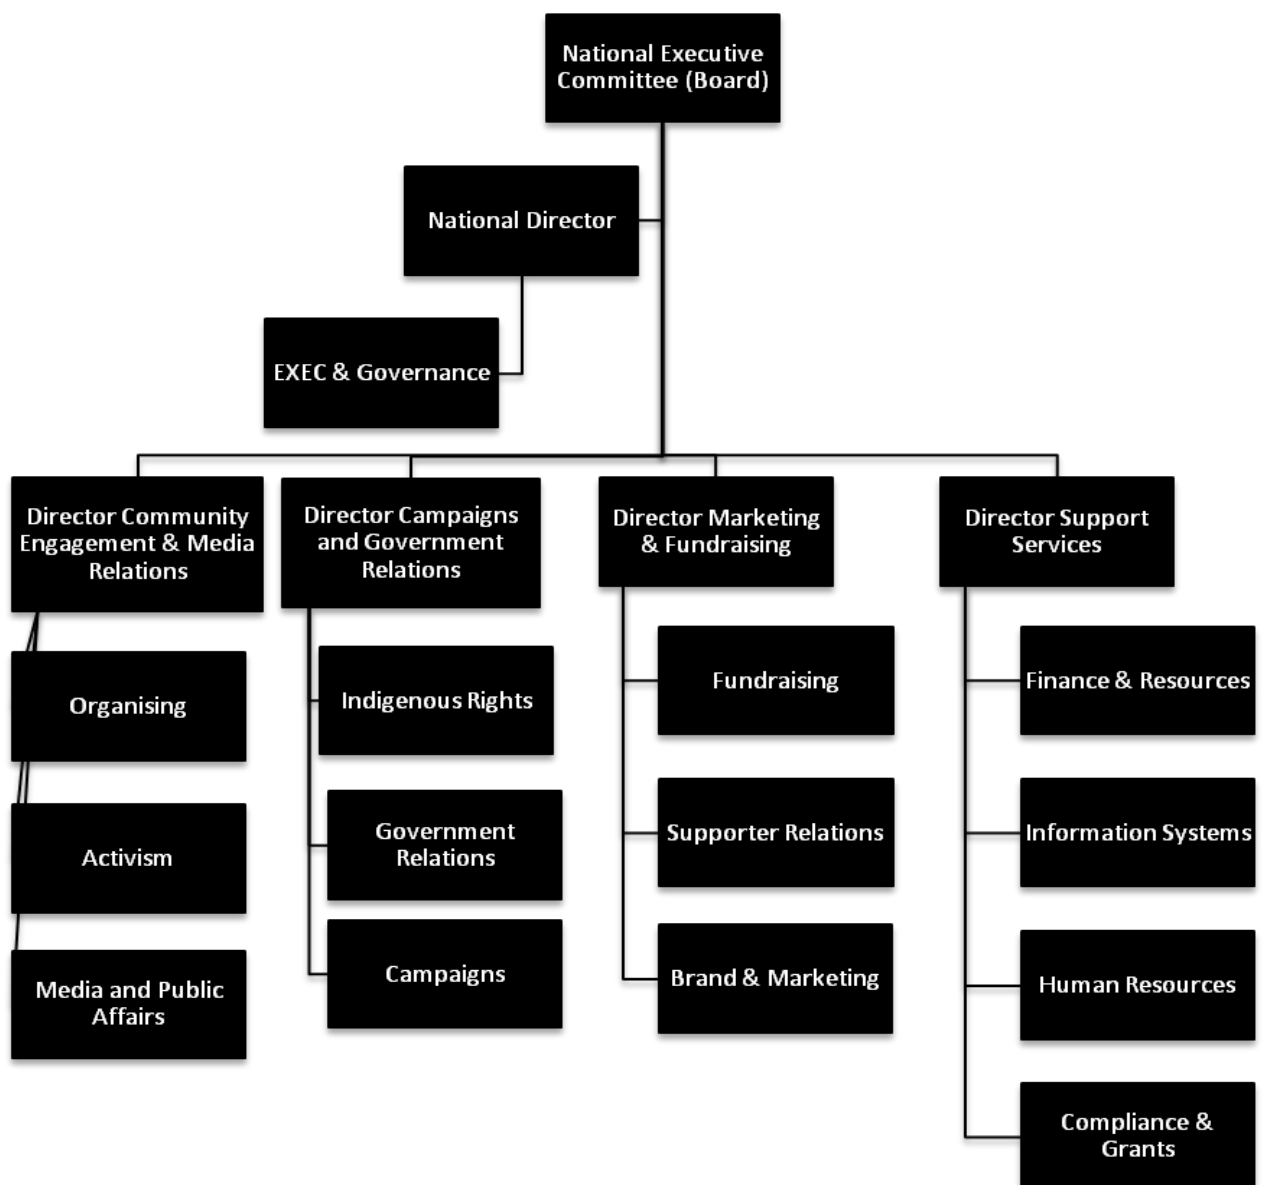 National Executive
Committee (Board)
National Director
EXEC & Governance
Director Community
Engagement & Media
Relations
Organising
Activism
Media and Public
Affairs
Director Campaigns
and Government
Relations
Indigenous Rights
Government
Relations
Campaigns
Director Marketing
& Fundraising
Fundraising
Supporter Relations
Brand & Marketing
Director Support
Services
Finance & Resources
Information Systems
Human Resources
Compliance &
Grants